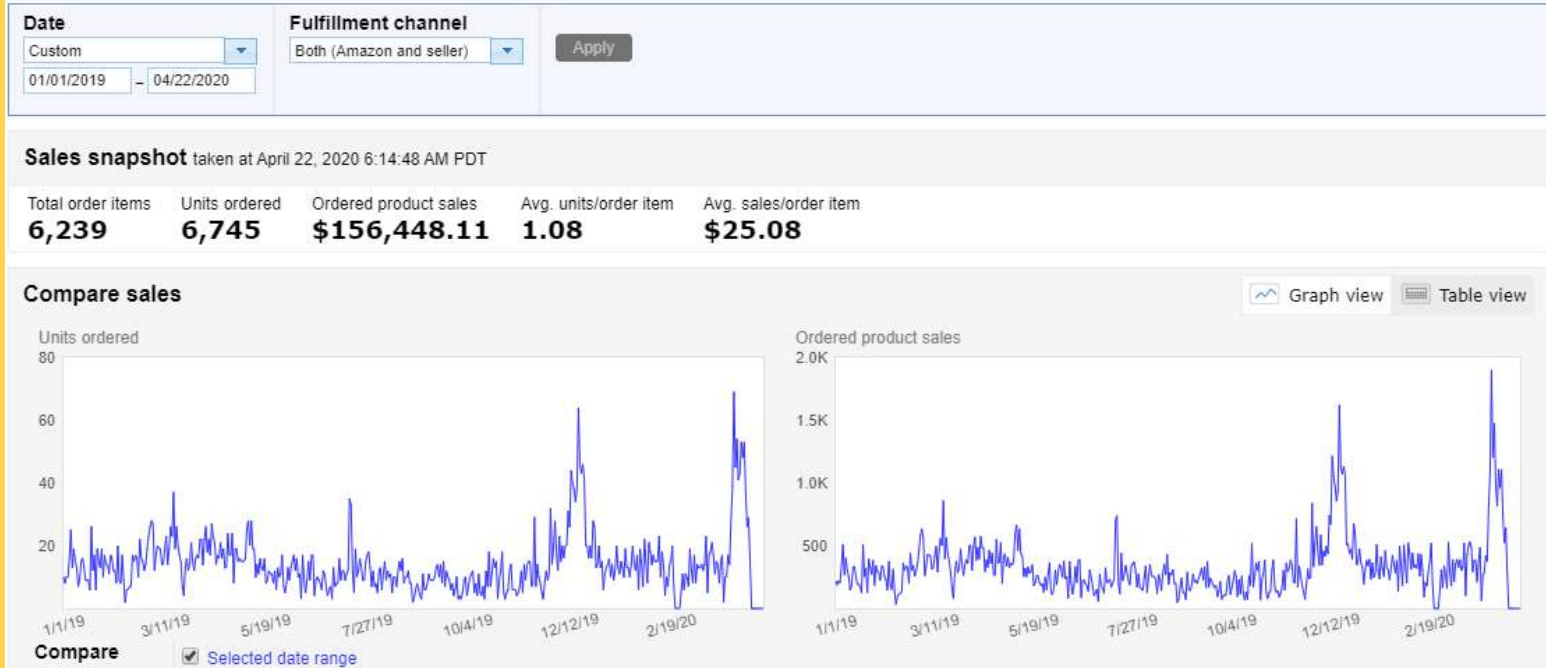 Date Fulfillment channel
Custom Both (Amazon and seller) Apply
01/01/2019 – 04/22/2020
Sales snapshot taken at April 22, 2020 6:14:48 AM PDT
Total order items Units ordered Ordered product sales Avg. units/order item Avg. sales/order item
6,239 6,745 $156,448.11 1.08 $25.08
Compare sales Graph view Table view
Units ordered
80
60
40
20
1/1/19 3/11/19 5/19/19 7/27/19 10/4/19 12/12/19 2/19/20
Ordered product sales
2.0K
1.5K
1.0K
500
1/1/19 3/11/19 5/19/19 7/27/19 10/4/19 12/12/19 2/19/20
Compare Selected date range